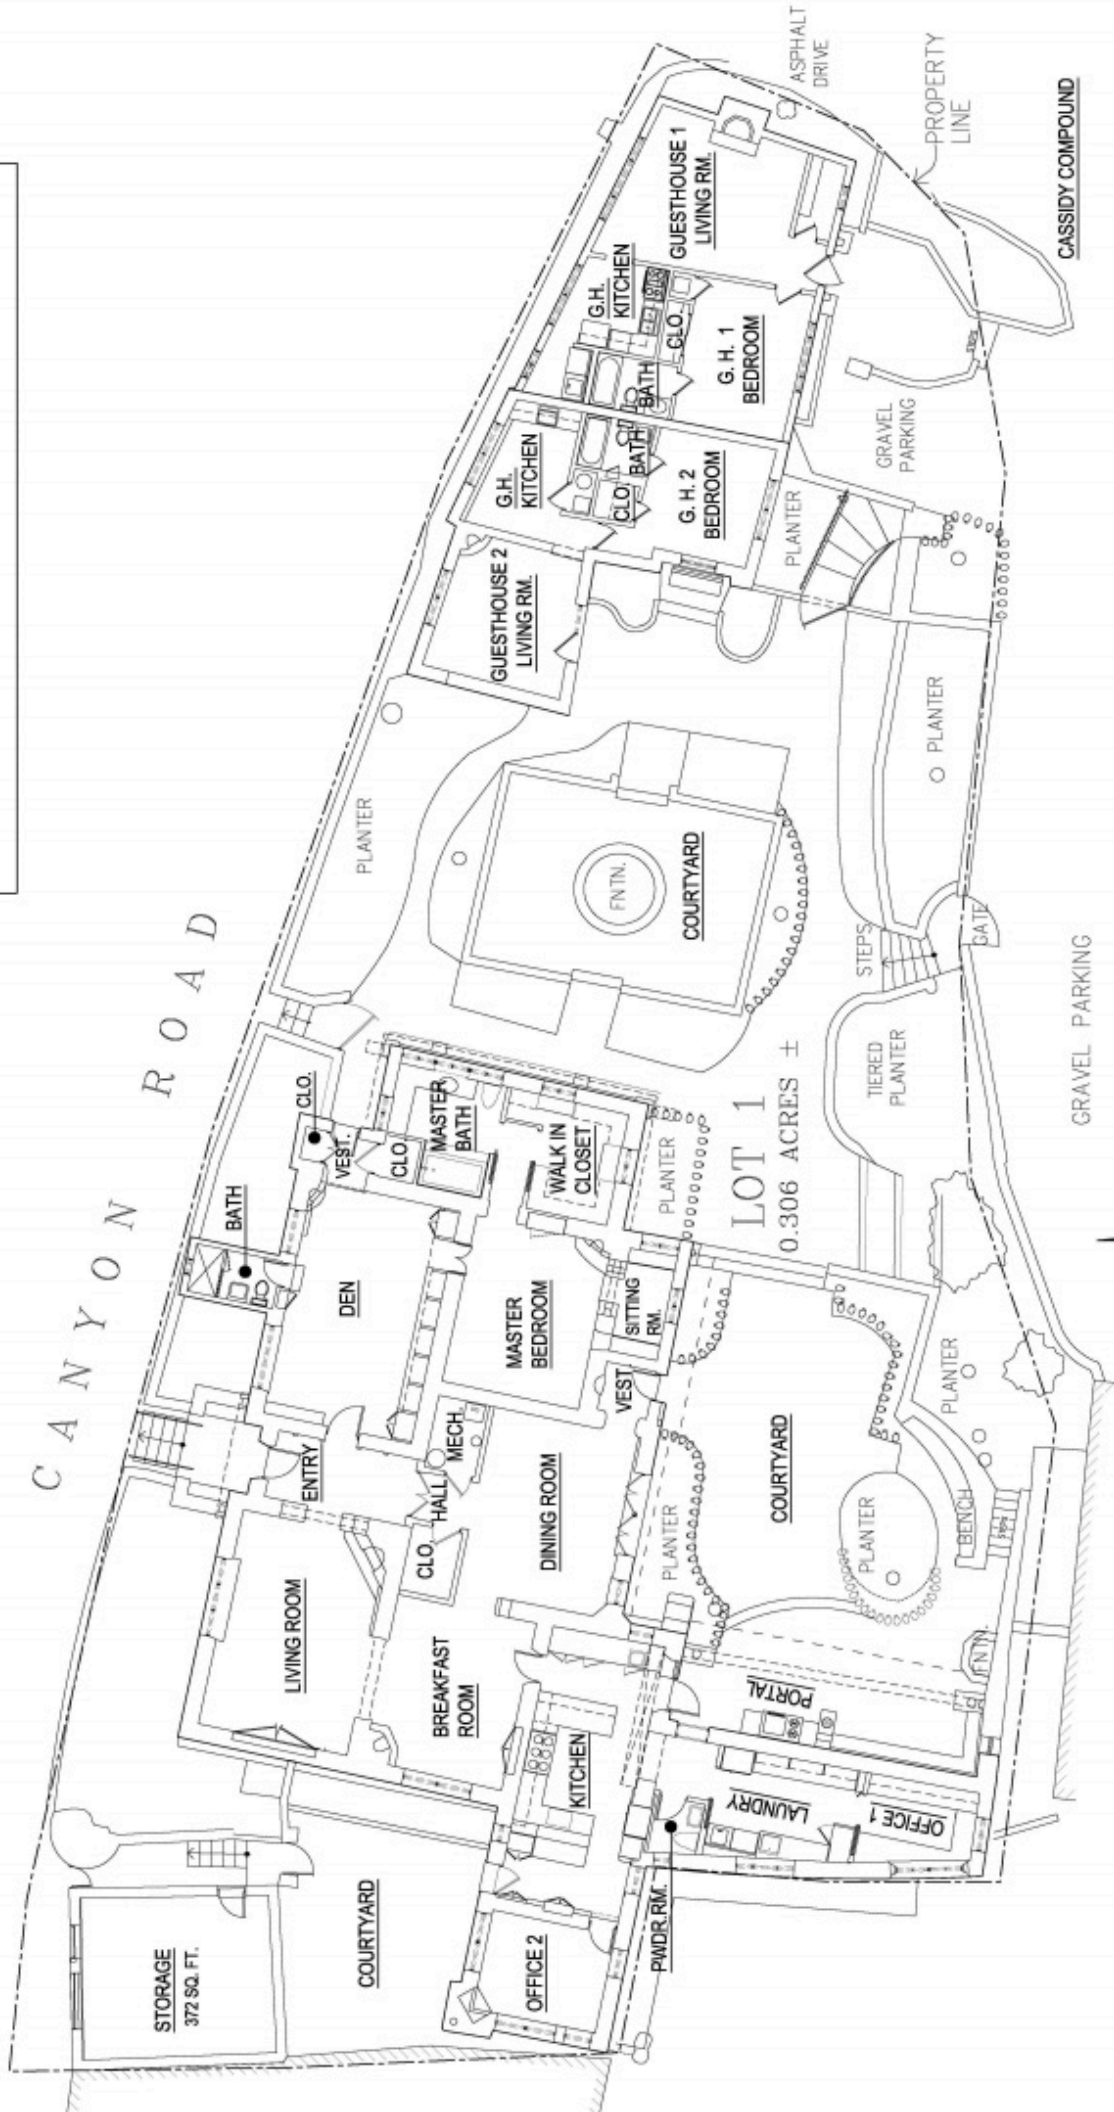 CANYON ROAD
STORAGE
372 SQ. FT.
COURTYARD
OFFICE 2
PWDR.RM.
LIVING ROOM
BREAKFAST
ROOM
KITCHEN
LAUNDRY
OFFICE 1
PORTAL
FNTN.
ENTRY
CLO.
HALL
MECH.
DINING ROOM
PLANTER
COURTYARD
PLANTER
BENCH
STEPS
PLANTER
BATH
DEN
MASTER
BEDROOM
VEST
SITTING
RM.
CLO.
VEST.
CLO.
MASTER
BATH
WALK IN
CLOSET
PLANTER
LOT 1
0.306 ACRES ±
TIERED
PLANTER
STEPS
GATE
GRAVEL PARKING
PLANTER
FNTN.
COURTYARD
PLANTER
GUESTHOUSE 2
LIVING RM.
G.H.
KITCHEN
CLO.
BATH
G. H. 2
BEDROOM
PLANTER
G.H.
KITCHEN
CLO.
BATH
G. H. 1
BEDROOM
GUESTHOUSE 1
LIVING RM.
GRAVEL
PARKING
STEPS
ASPHALT
DRIVE
PROPERTY
LINE
CASSIDY COMPOUND